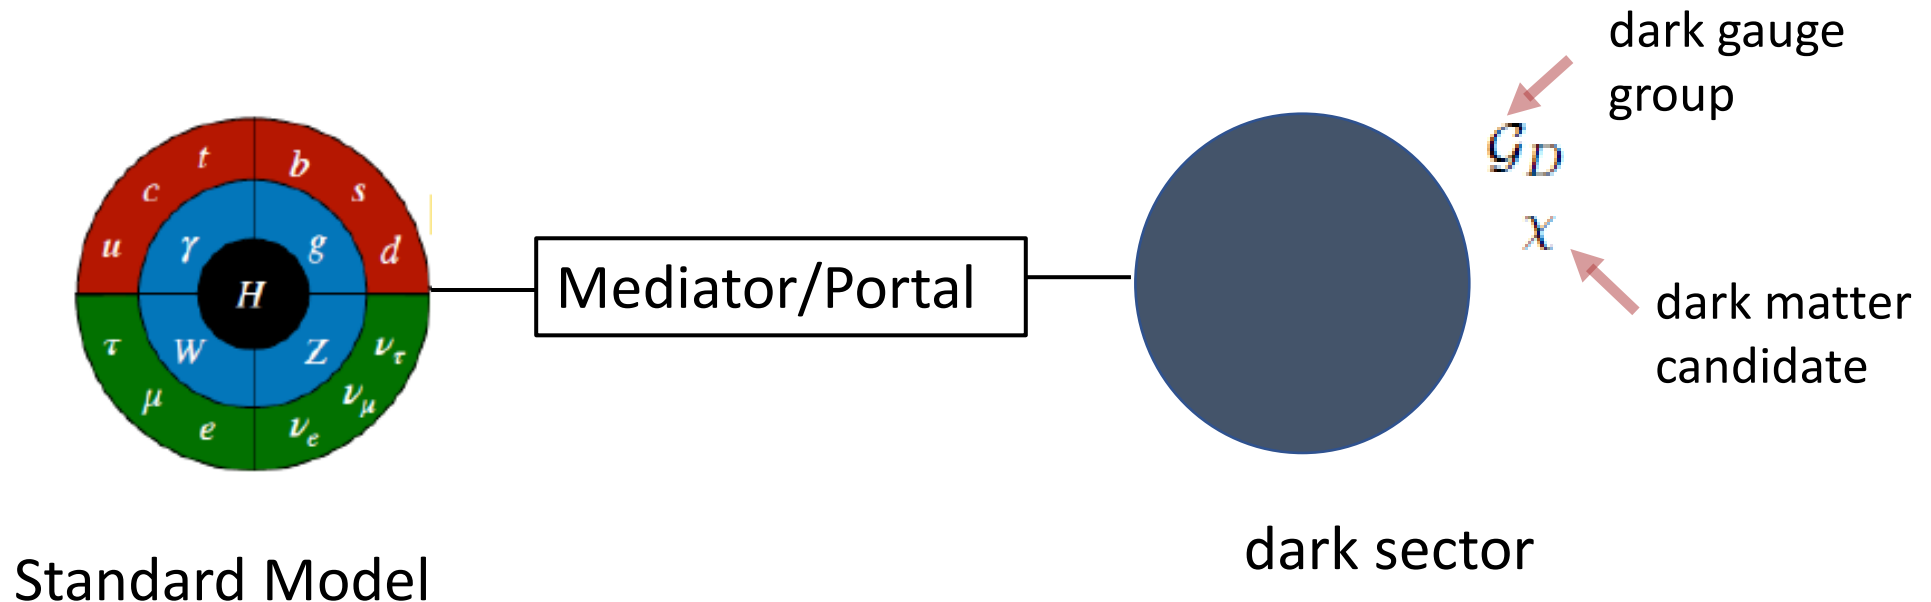 dark gauge
group
𝒢D
χ
dark matter
candidate
t
b
c
s
u
γ
g
d
H
τ
W
Z
ντ
μ
νμ
e
νe
Mediator/Portal
dark sector
Standard Model